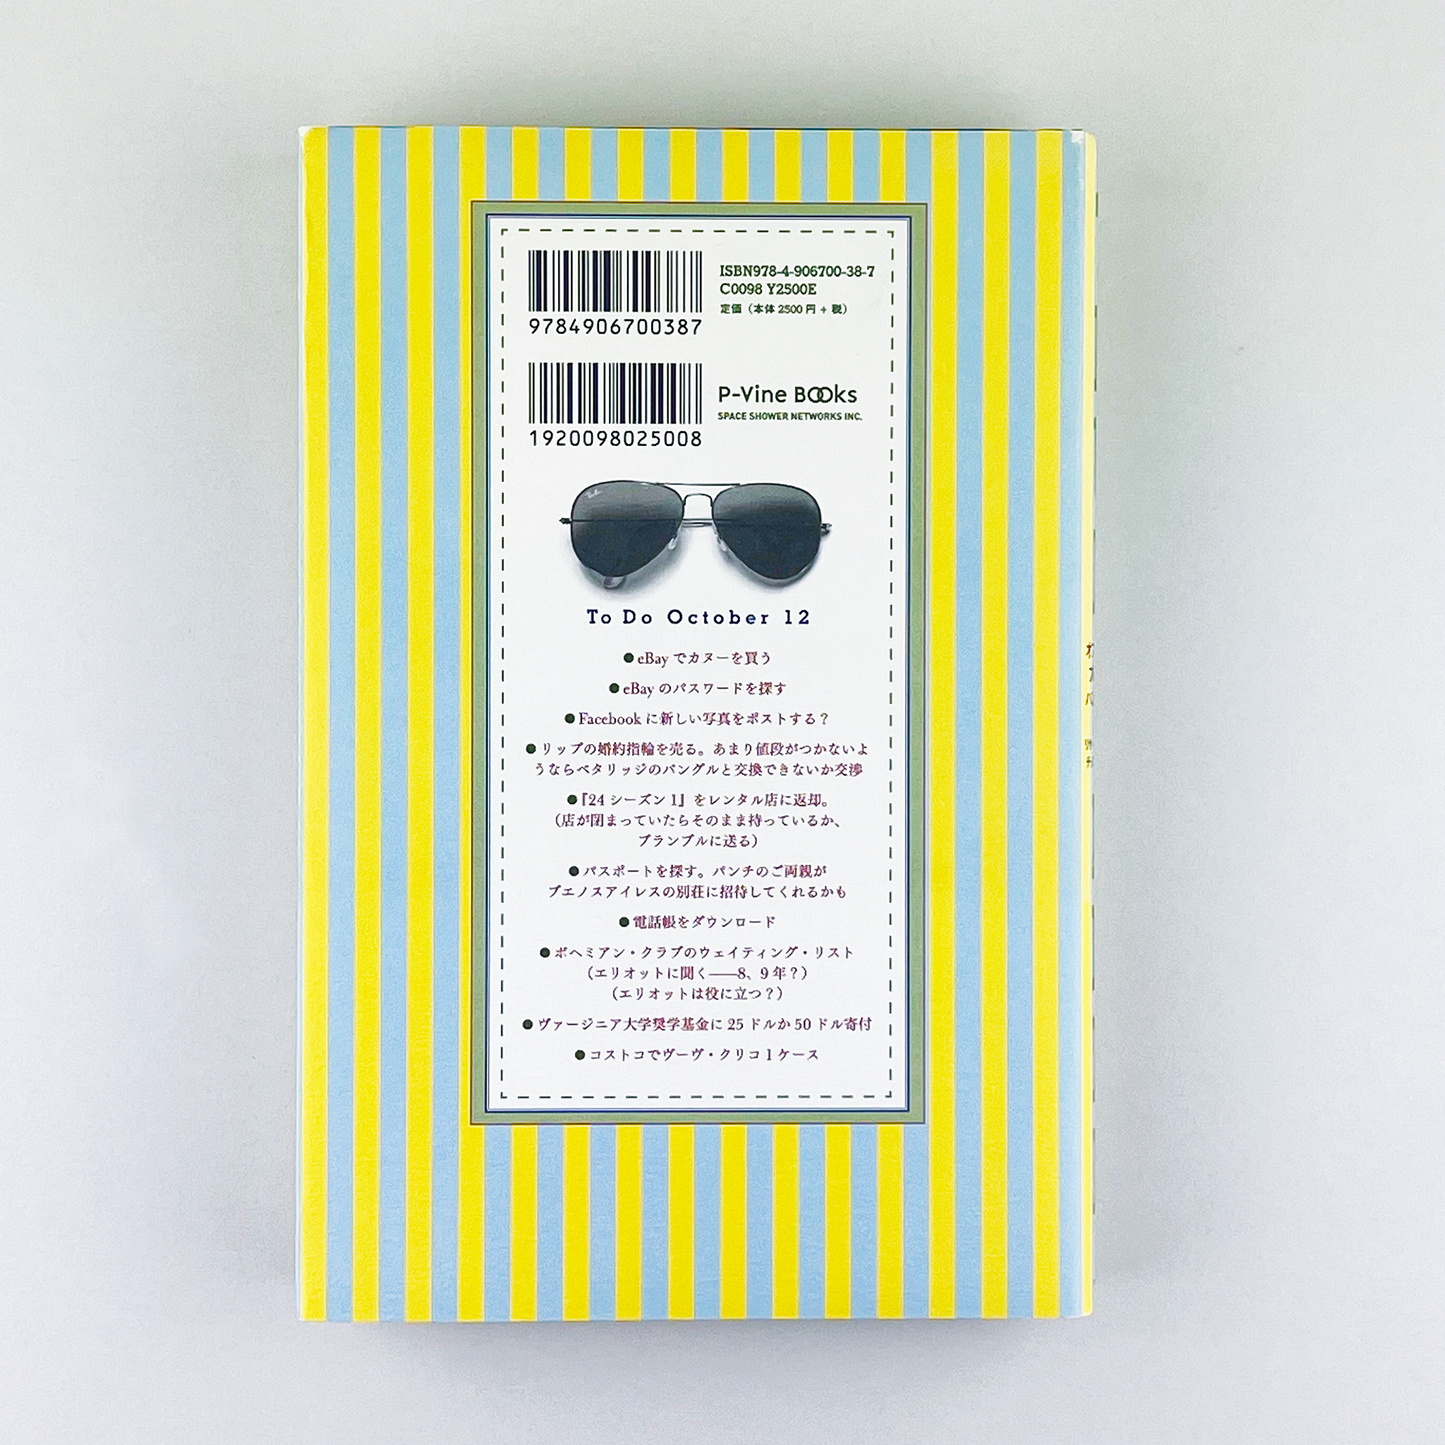 ISBN978-4-906700-38-7
C0098 Y2500E
定価（本体 2500 円 + 税）
9784906700387
P-Vine BOOks
SPACE SHOWER NETWORKS INC.
1920098025008
Ray-Ban
To Do October 12
●eBay でカヌーを買う
●eBay のパスワードを探す
●Facebook に新しい写真をポストする？
●リップの婚約指輪を売る。あまり値段がつかないよ
うならベタリッジのバングルと交換できないか交渉
●『24 シーズン 1』をレンタル店に返却。
（店が閉まっていたらそのまま持っているか、
ブランブルに送る）
●パスポートを探す。パンチのご両親が
ブエノスアイレスの別荘に招待してくれるかも
●電話帳をダウンロード
●ボヘミアン・クラブのウェイティング・リスト
（エリオットに聞く——8、9 年？）
（エリオットは役に立つ？）
●ヴァージニア大学奨学基金に 25 ドルか 50 ドル寄付
●コストコでヴーヴ・クリコ 1 ケース